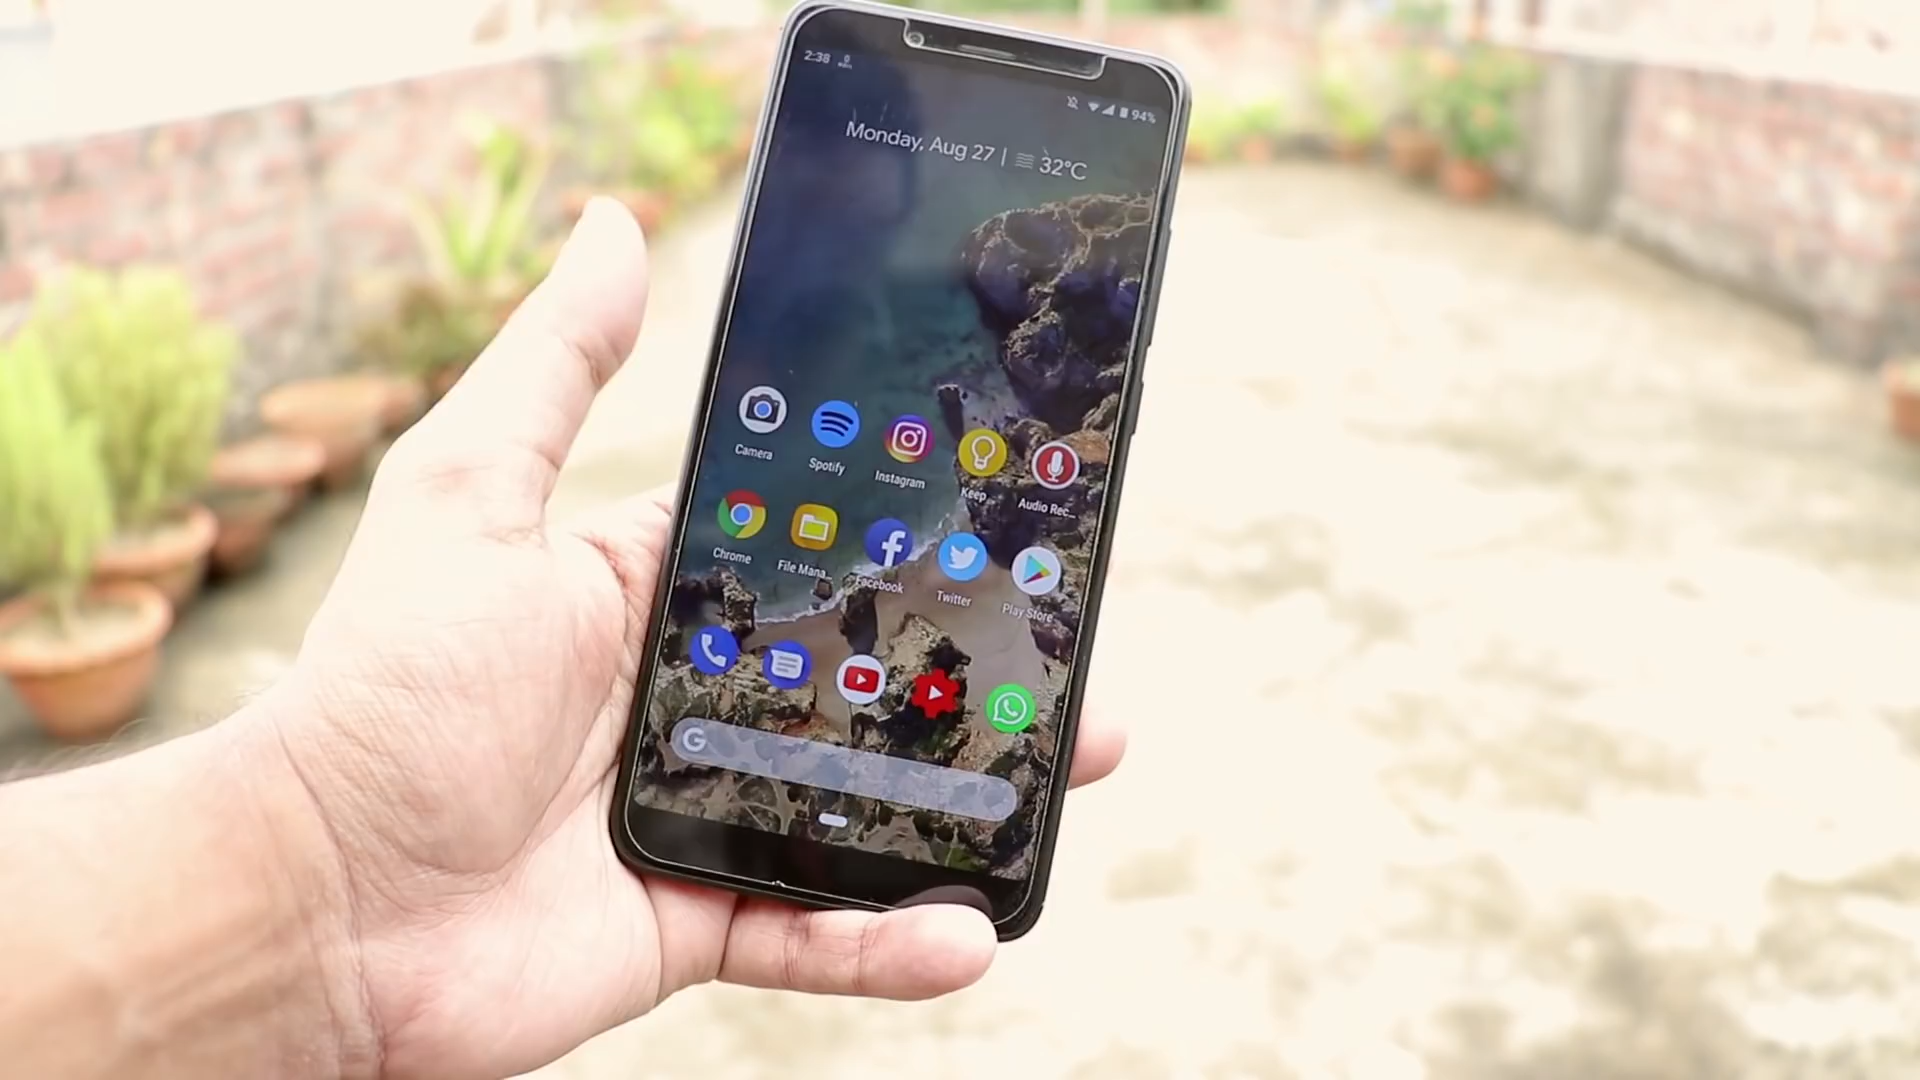 2:38
94%
Monday, Aug 27 | 32°C
Camera
Spotify
Instagram
Keep
Audio Rec...
Chrome
File Mana...
Facebook
Twitter
Play Store
G